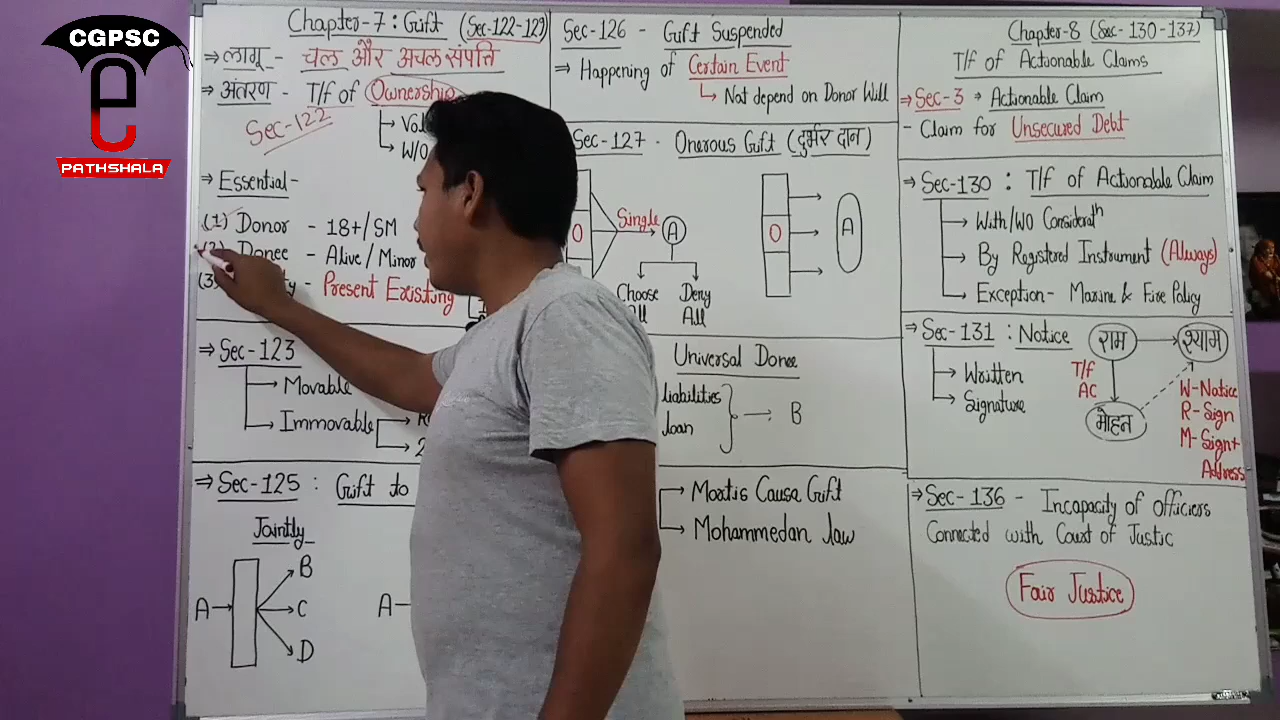 CGPSC
e
PATHSHALA
Chapter-7 : Gift (Sec-122-129)
⇒ लागू - चल और अचल संपत्ति
⇒ अंतरण - T/f of Ownership
Sec-122
W/O
⇒ Essential-
(1) Donor - 18+/SM
(2) Donee - Alive/Minor
(3) - Present Existing
⇒ Sec-123
→ Movable
→ Immovable
⇒ Sec-125 : Gift to
Jointly
A → B
C
D
A
Sec-126 - Gift Suspended
⇒ Happening of Certain Event
↳ Not depend on Donor Will
Sec-127 - Onerous Gift (दुर्भर दान)
O Single A
Choose Deny
All All
O A
Universal Donee
liabilities
loan → B
→ Mortis Causa Gift
→ Mohammedan law
Chapter-8 (Sec-130-137)
T/f of Actionable Claims
⇒ Sec-3 ⇒ Actionable Claim
- Claim for Unsecured Debt
⇒ Sec-130 : T/f of Actionable Claim
→ With/WO Considerath
→ By Registered Instrument (Always)
→ Exception- Marine & Fire Policy
⇒ Sec-131 : Notice
→ Written
→ Signature
राम → श्याम
T/f
AC
मोहन
W-Notice
R-Sign
M-Sign+
Address
⇒ Sec-136 - Incapacity of officiers
Connected with Court of Justic
Fair Justice